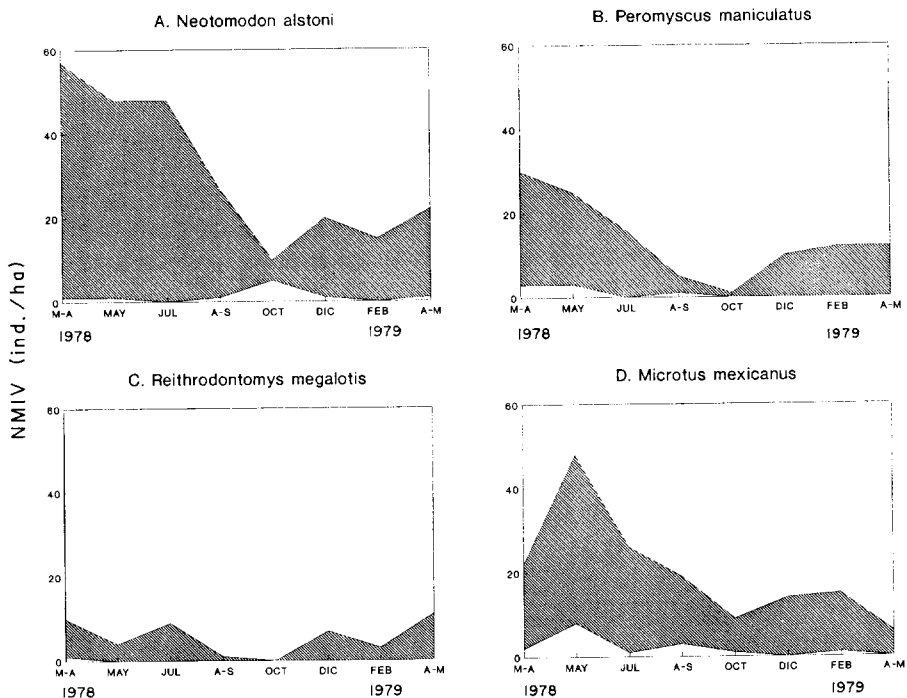 A. Neotomodon alstoni
60
40
20
0
M-A MAY JUL A-S OCT DIC FEB A-M
1978 1979
B. Peromyscus maniculatus
60
40
20
0
M-A MAY JUL A-S OCT DIC FEB A-M
1978 1979
NMIV (ind./ha)
C. Reithrodontomys megalotis
60
40
20
0
M-A MAY JUL A-S OCT DIC FEB A-M
1978 1979
D. Microtus mexicanus
60
40
20
0
M-A MAY JUL A-S OCT DIC FEB A-M
1978 1979